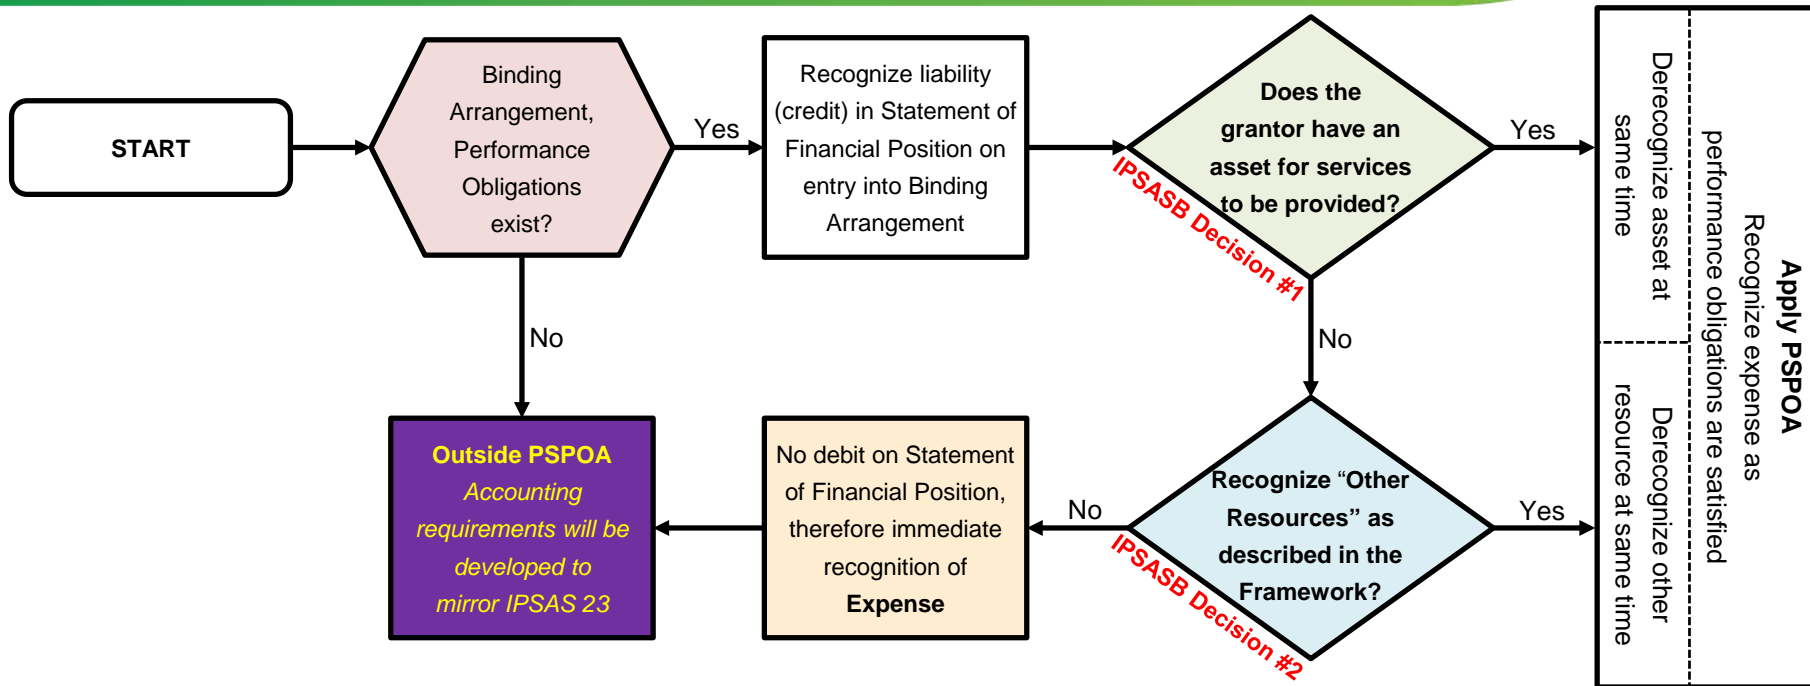 START
Binding
Arrangement,
Performance
Obligations
exist?
Yes
Recognize liability
(credit) in Statement of
Financial Position on
entry into Binding
Arrangement
Does the
grantor have an
asset for services
to be provided?
IPSASB Decision #1
Yes
No
No
Outside PSPOA
Accounting
requirements will be
developed to
mirror IPSAS 23
No debit on Statement
of Financial Position,
therefore immediate
recognition of
Expense
No
Recognize “Other
Resources” as
described in the
Framework?
IPSASB Decision #2
Yes
Apply PSPOA
Recognize expense as
performance obligations are satisfied
Derecognize asset at
same time
Derecognize other
resource at same time